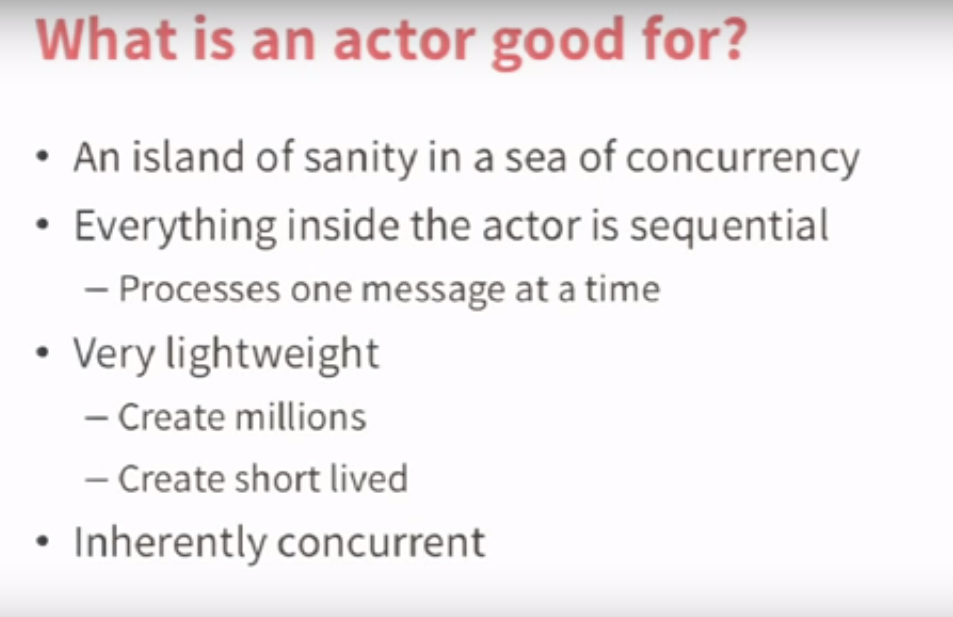 What is an actor good for?
• An island of sanity in a sea of concurrency
• Everything inside the actor is sequential
– Processes one message at a time
• Very lightweight
– Create millions
– Create short lived
• Inherently concurrent